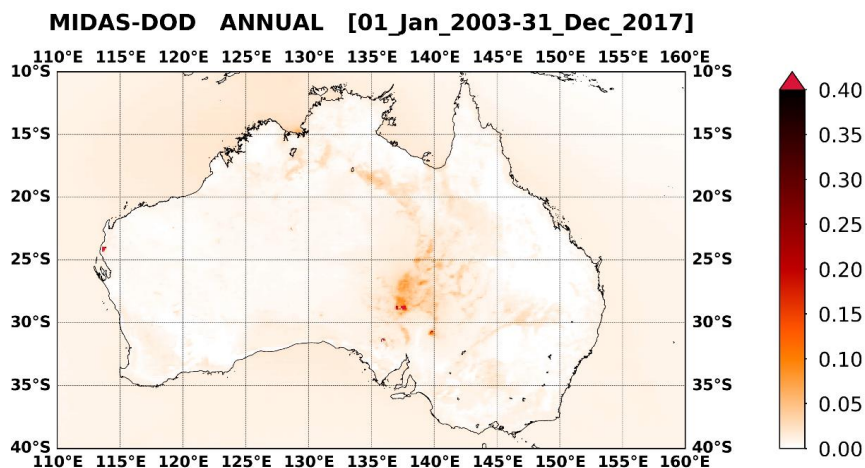 MIDAS-DOD ANNUAL [01_Jan_2003-31_Dec_2017]
110°E 115°E 120°E 125°E 130°E 135°E 140°E 145°E 150°E 155°E 160°E
10°S 10°S 0.40
0.35
15°S 15°S
0.30
20°S 20°S
0.25
25°S 25°S 0.20
0.15
30°S 30°S
0.10
35°S 35°S
0.05
40°S 40°S 0.00
110°E 115°E 120°E 125°E 130°E 135°E 140°E 145°E 150°E 155°E 160°E